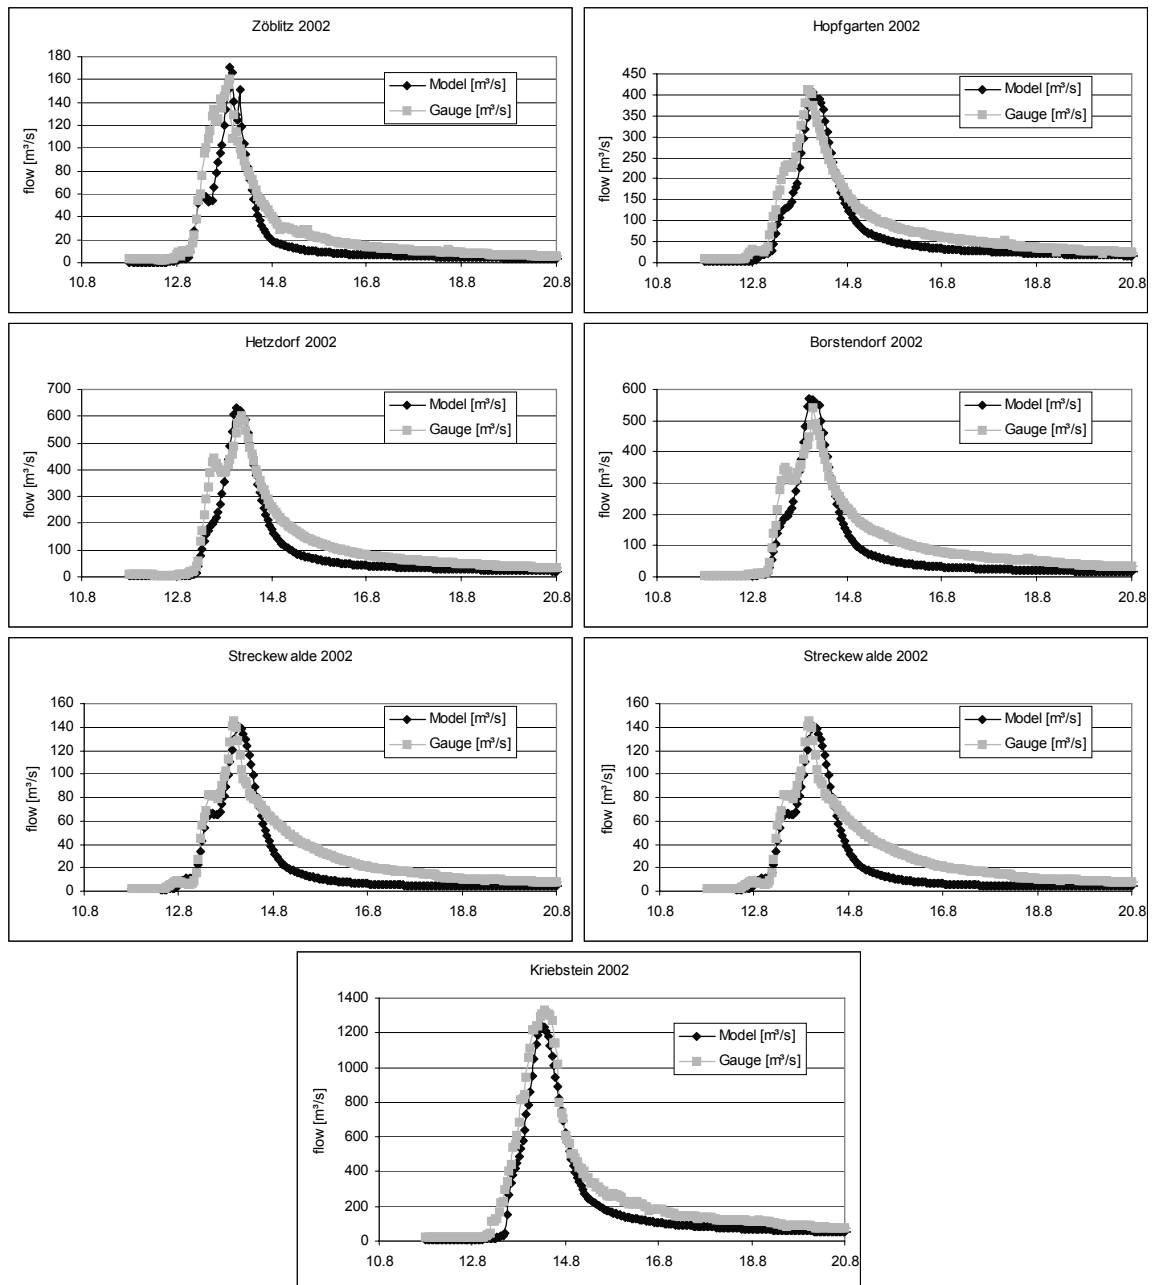 Zöblitz 2002
flow [m³/s]
180
160
140
120
100
80
60
40
20
0
10.8 12.8 14.8 16.8 18.8 20.8
Model [m³/s]
Gauge [m³/s]
Hopfgarten 2002
flow [m³/s]
450
400
350
300
250
200
150
100
50
0
10.8 12.8 14.8 16.8 18.8 20.8
Model [m³/s]
Gauge [m³/s]
Hetzdorf 2002
flow [m³/s]
700
600
500
400
300
200
100
0
10.8 12.8 14.8 16.8 18.8 20.8
Model [m³/s]
Gauge [m³/s]
Borstendorf 2002
flow [m³/s]
600
500
400
300
200
100
0
10.8 12.8 14.8 16.8 18.8 20.8
Model [m³/s]
Gauge [m³/s]
Streckewalde 2002
flow [m³/s]
160
140
120
100
80
60
40
20
0
10.8 12.8 14.8 16.8 18.8 20.8
Model [m³/s]
Gauge [m³/s]
Streckewalde 2002
flow [m³/s]]
160
140
120
100
80
60
40
20
0
10.8 12.8 14.8 16.8 18.8 20.8
Model [m³/s]
Gauge [m³/s]
Kriebstein 2002
flow [m³/s]
1400
1200
1000
800
600
400
200
0
10.8 12.8 14.8 16.8 18.8 20.8
Model [m³/s]
Gauge [m³/s]